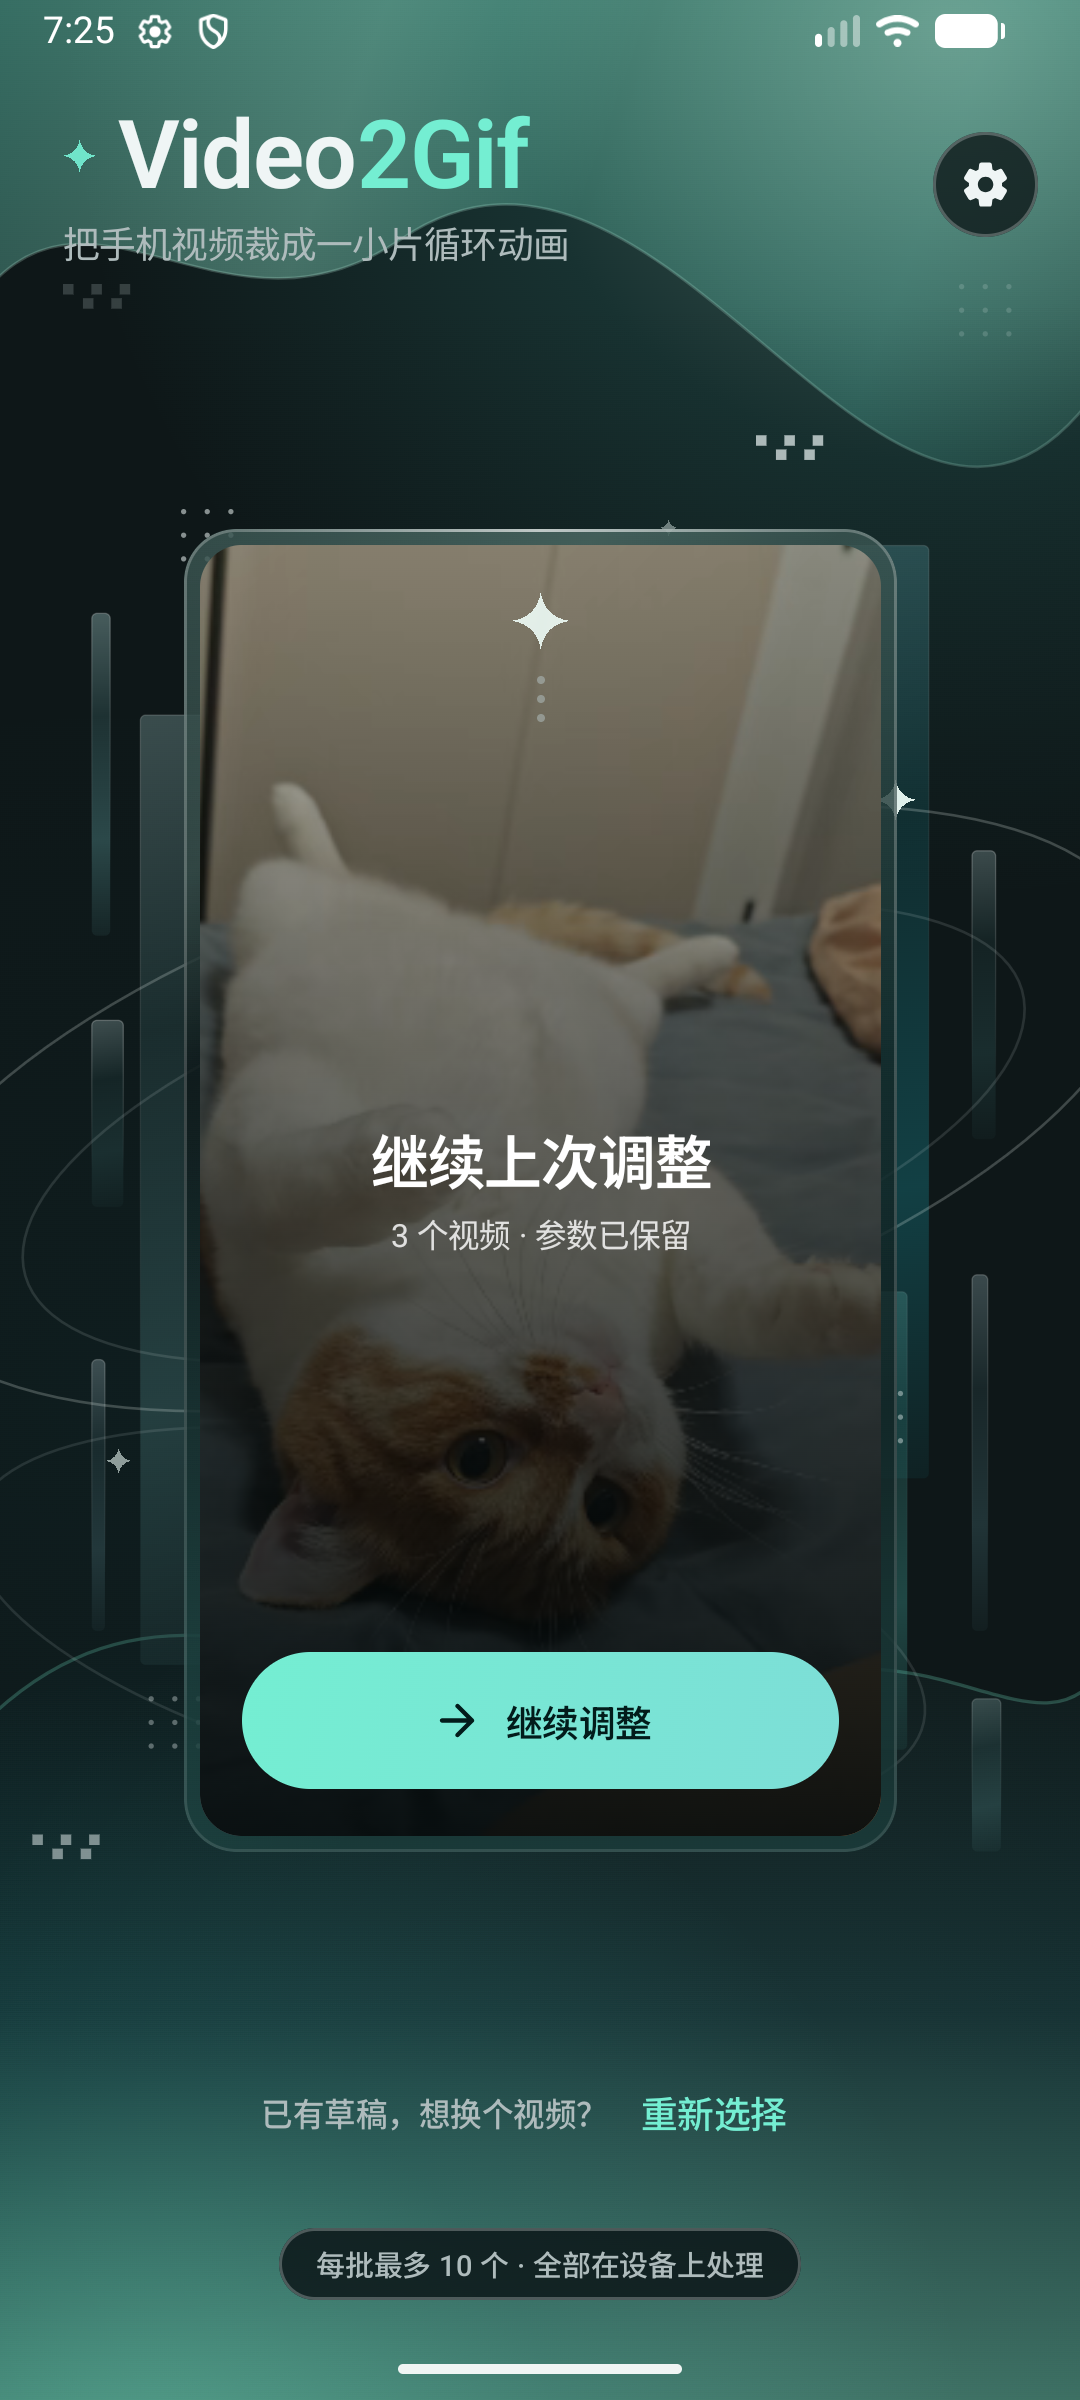 7:25
Video2Gif
把手机视频裁成一小片循环动画
继续上次调整
3 个视频 · 参数已保留
继续调整
已有草稿，想换个视频？ 重新选择
每批最多 10 个 · 全部在设备上处理